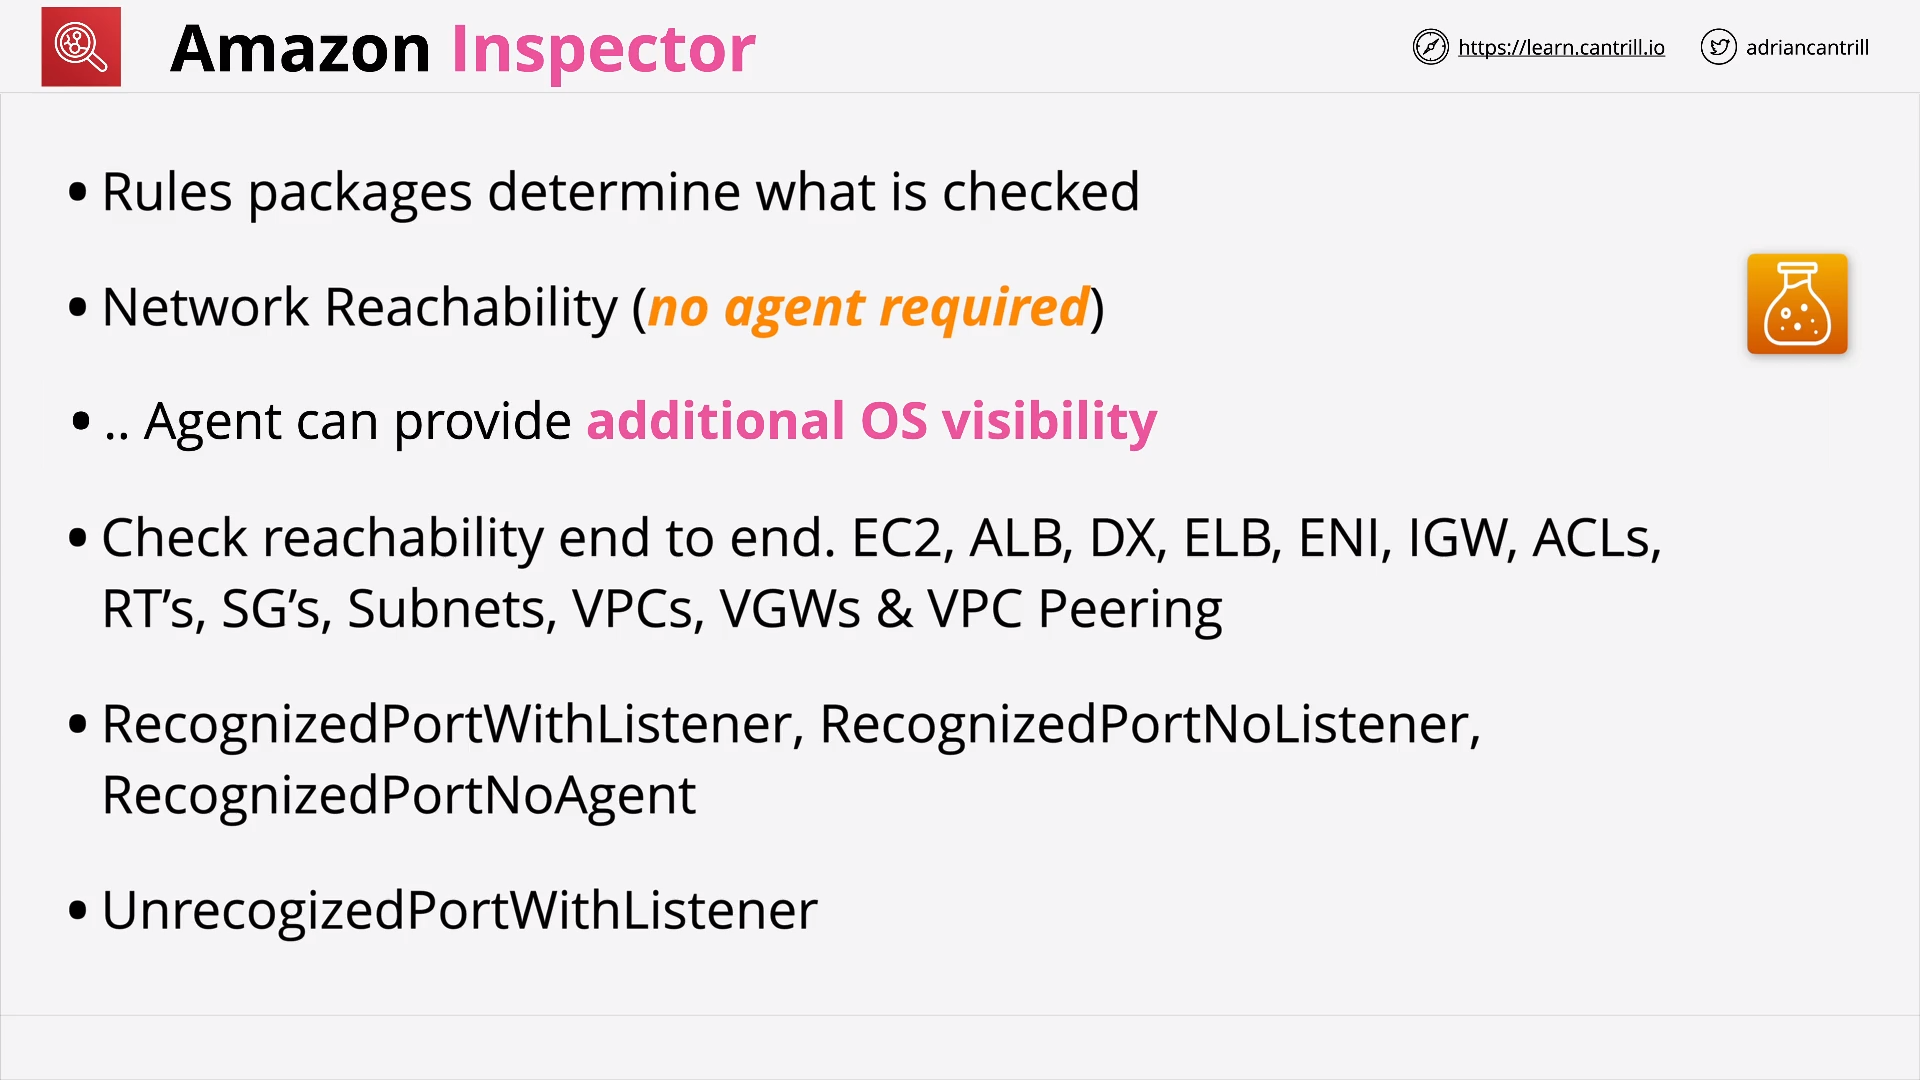 Amazon Inspector
https://learn.cantrill.io
adriancantrill
• Rules packages determine what is checked
• Network Reachability (no agent required)
• .. Agent can provide additional OS visibility
• Check reachability end to end. EC2, ALB, DX, ELB, ENI, IGW, ACLs,
RT’s, SG’s, Subnets, VPCs, VGWs & VPC Peering
• RecognizedPortWithListener, RecognizedPortNoListener,
RecognizedPortNoAgent
• UnrecogizedPortWithListener